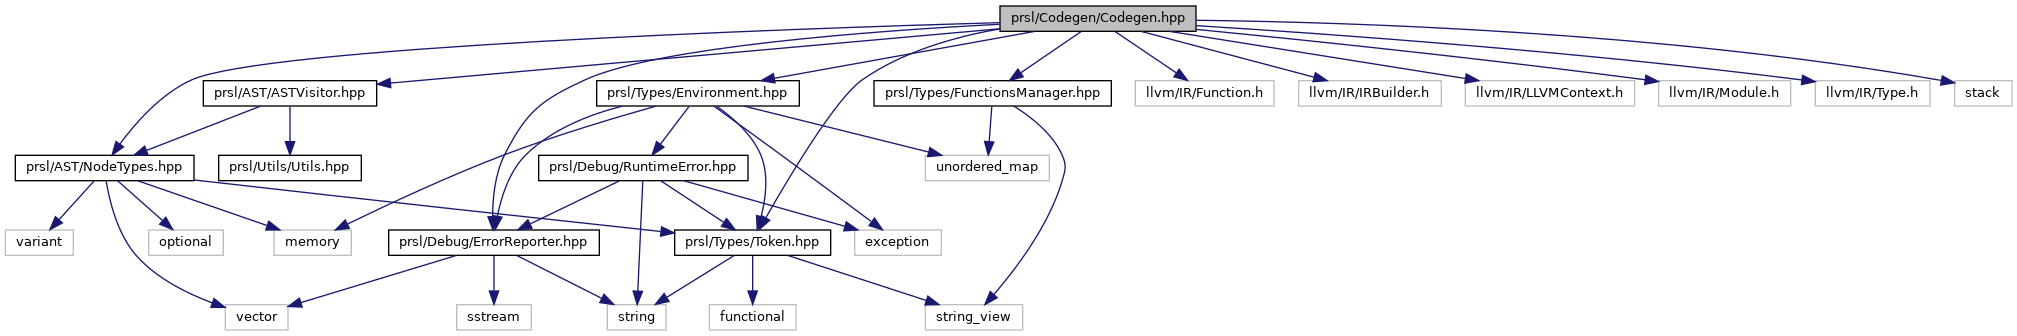 prsl/Codegen/Codegen.hpp
prsl/AST/ASTVisitor.hpp
prsl/Types/Environment.hpp
prsl/Types/FunctionsManager.hpp
llvm/IR/Function.h
llvm/IR/IRBuilder.h
llvm/IR/LLVMContext.h
llvm/IR/Module.h
llvm/IR/Type.h
stack
prsl/AST/NodeTypes.hpp
prsl/Utils/Utils.hpp
prsl/Debug/RuntimeError.hpp
unordered_map
variant
optional
memory
prsl/Debug/ErrorReporter.hpp
prsl/Types/Token.hpp
exception
vector
sstream
string
functional
string_view